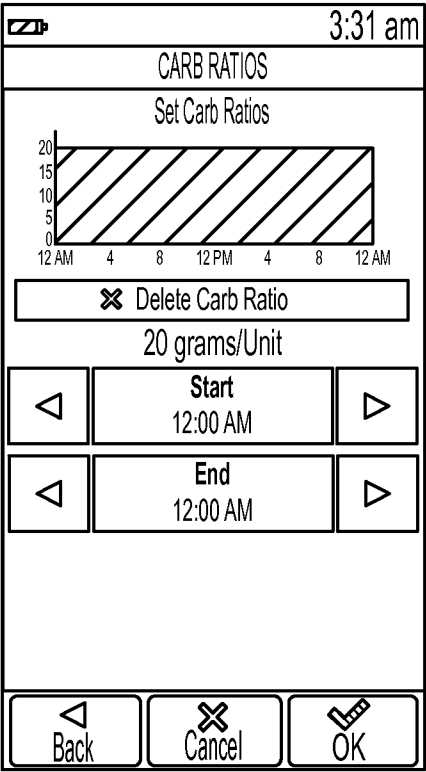 3:31 am
CARB RATIOS
Set Carb Ratios
20
15
10
5
0
12 AM 4 8 12 PM 4 8 12 AM
Delete Carb Ratio
20 grams/Unit
Start
12:00 AM
End
12:00 AM
Back Cancel OK